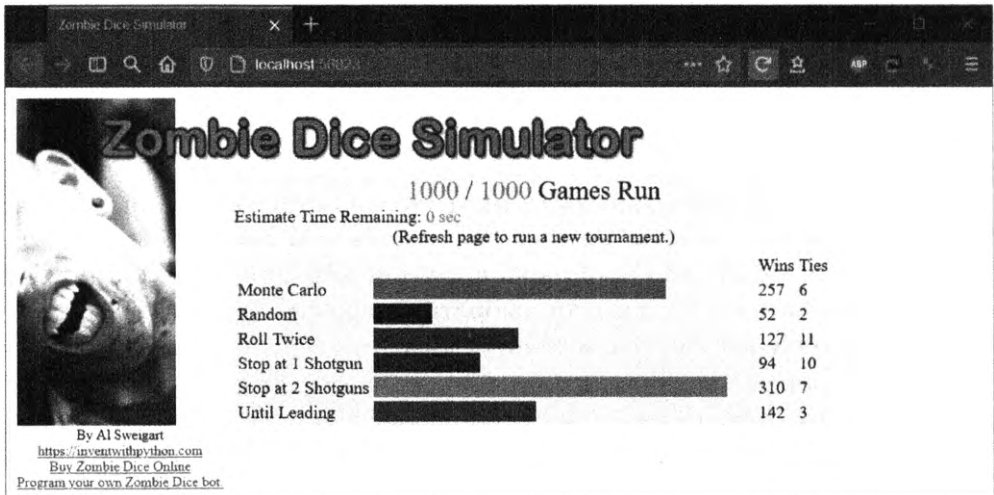 Zombie Dice Simulator
localhost:56823
ABP
Zombie Dice Simulator
1000 / 1000 Games Run
Estimate Time Remaining: 0 sec
(Refresh page to run a new tournament.)
Wins Ties
Monte Carlo 257 6
Random 52 2
Roll Twice 127 11
Stop at 1 Shotgun 94 10
Stop at 2 Shotguns 310 7
Until Leading 142 3
By Al Sweigart
https://inventwithpython.com
Buy Zombie Dice Online
Program your own Zombie Dice bot.